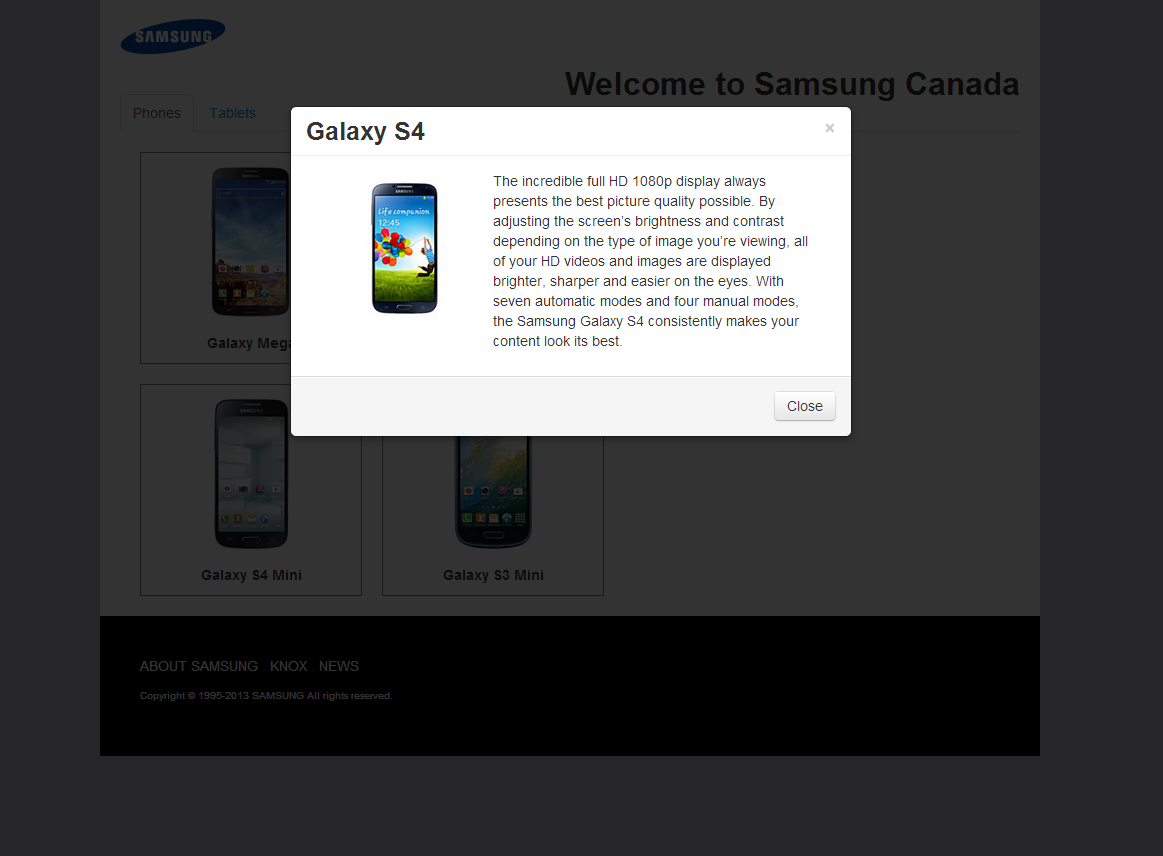 SAMSUNG
Welcome to Samsung Canada
Phones
Tablets
Galaxy S4
×
SAMSUNG
Life companion
12:45
The incredible full HD 1080p display always
presents the best picture quality possible. By
adjusting the screen’s brightness and contrast
depending on the type of image you’re viewing, all
of your HD videos and images are displayed
brighter, sharper and easier on the eyes. With
seven automatic modes and four manual modes,
the Samsung Galaxy S4 consistently makes your
content look its best.
Close
SAMSUNG
Galaxy Mega
SAMSUNG
Galaxy S4 Mini
Galaxy S3 Mini
ABOUT SAMSUNG . KNOX . NEWS
Copyright © 1995-2013 SAMSUNG All rights reserved.